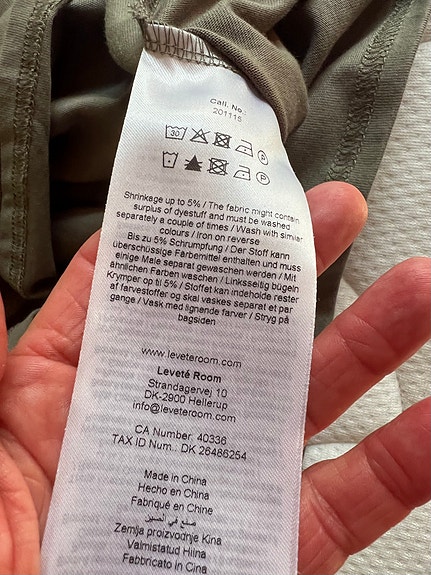 Call. No.:
201115
30
P
P
Shrinkage up to 5% / The fabric might contain
surplus of dyestuff and must be washed
separately a couple of times / Wash with similar
colours / Iron on reverse
Bis zu 5% Schrumpfung / Der Stoff kann
überschüssige Färbemittel enthalten und muss
einige Male separat gewaschen werden / Mit
ähnlichen Farben waschen / Linksseitig bügeln
Krymper op til 5% / Stoffet kan indeholde rester
af farvestoffer og skal vaskes separat et par
gange / Vask med lignende farver / Stryg på
bagsiden
www.leveteroom.com
Leveté Room
Strandagervej 10
DK-2900 Hellerup
info@leveteroom.com
CA Number: 40336
TAX ID Num.: DK 26486254
Made in China
Hecho en China
Fabriqué en Chine
صنع في الصين
Zemlja proizvodnje Kina
Valmistatud Hiina
Fabbricato in Cina